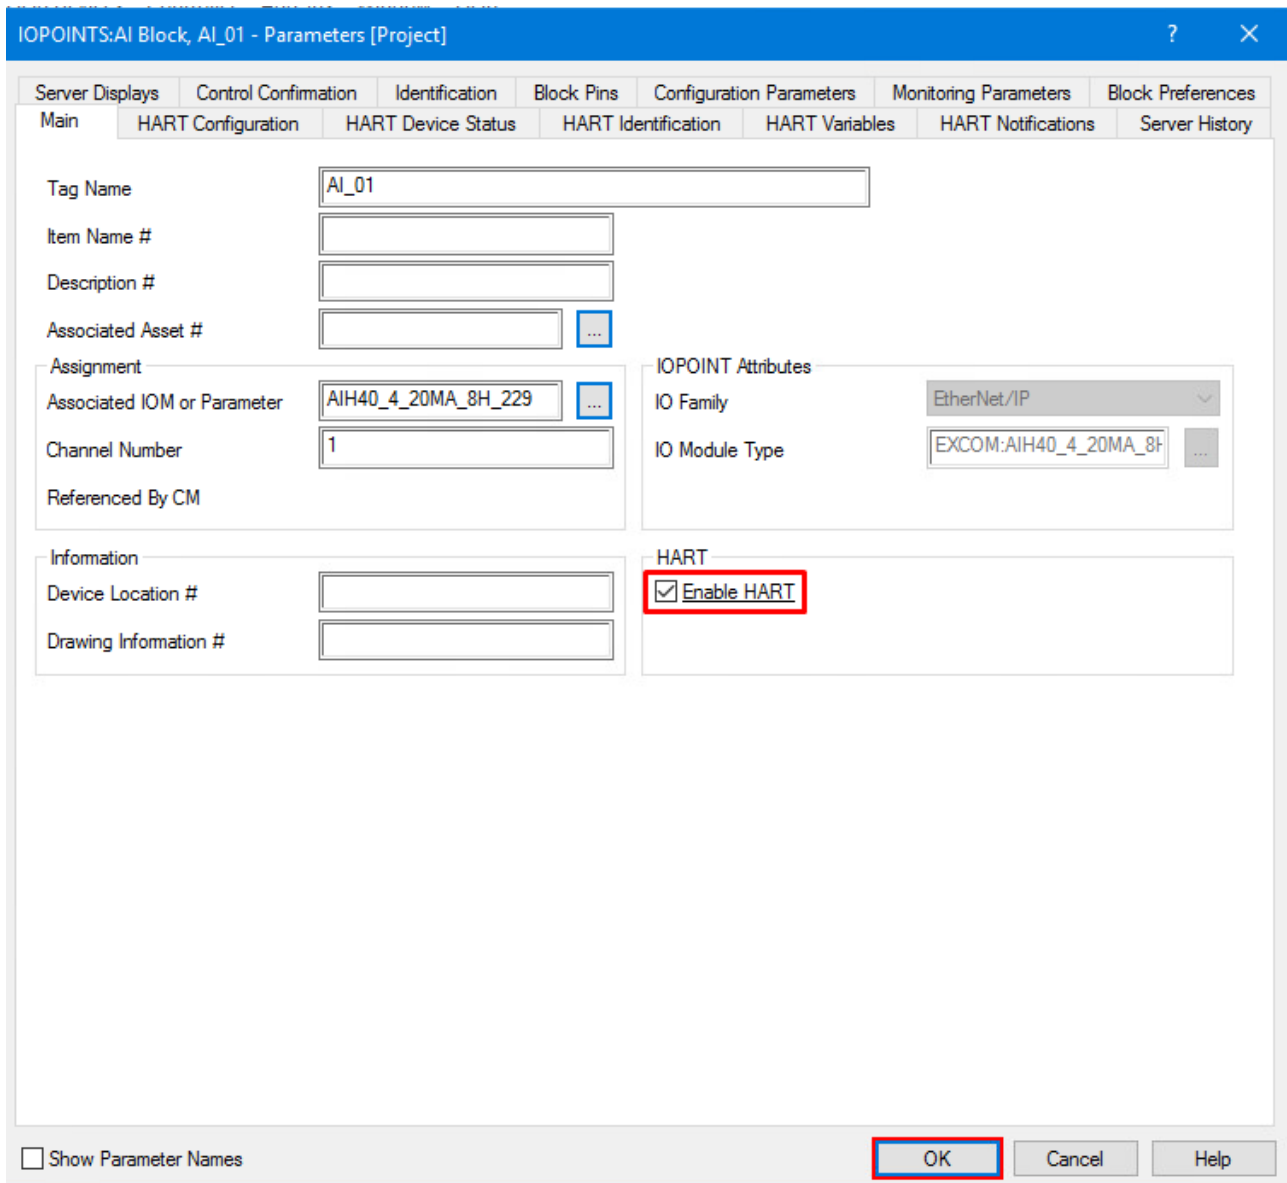 IOPOINTS:AI Block, AI_01 - Parameters [Project] ?
Server Displays Control Confirmation Identification Block Pins Configuration Parameters Monitoring Parameters Block Preferences
Main HART Configuration HART Device Status HART Identification HART Variables HART Notifications Server History
Tag Name AI_01
Item Name #
Description #
Associated Asset # ...
Assignment IOPOINT Attributes
Associated IOM or Parameter AIH40_4_20MA_8H_229 ... IO Family EtherNet/IP
Channel Number 1 IO Module Type EXCOM:AIH40_4_20MA_8H ...
Referenced By CM
Information HART
Device Location # Enable HART
Drawing Information #
Show Parameter Names OK Cancel Help